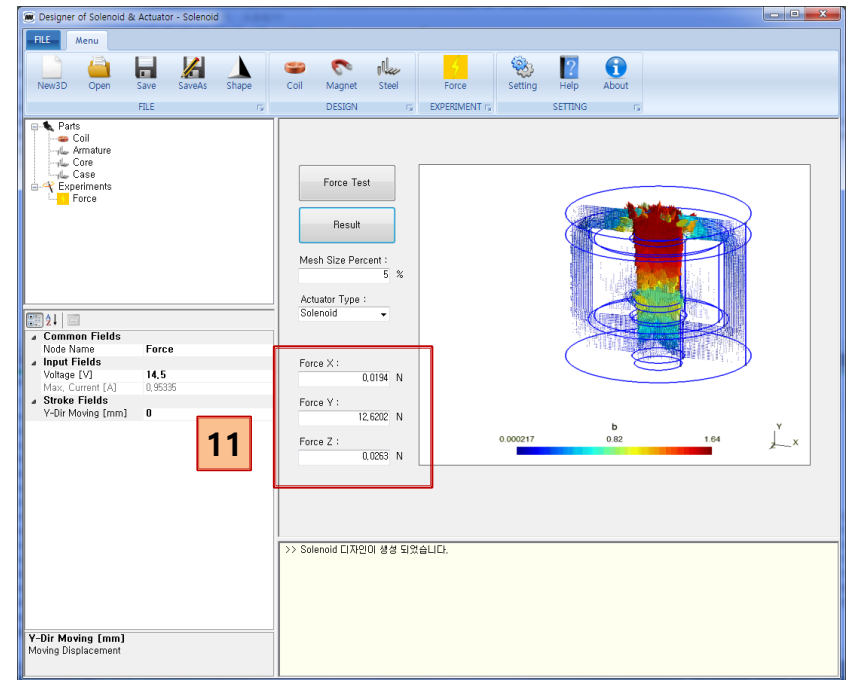 Designer of Solenoid & Actuator - Solenoid
FILE Menu
New3D Open Save SaveAs Shape Coil Magnet Steel Force Setting Help About
FILE DESIGN EXPERIMENT SETTING
Parts
Coil
Armature
Core
Case
Experiments
Force
Common Fields
Node Name Force
Input Fields
Voltage [V] 14,5
Max, Current [A] 0,95335
Stroke Fields
Y-Dir Moving [mm] 0
Y-Dir Moving [mm]
Moving Displacement
11
Force Test
Result
Mesh Size Percent :
5 %
Actuator Type :
Solenoid
Force X :
0,0194 N
Force Y :
12,6202 N
Force Z :
0,0263 N
b
0.000217 0.82 1.64
Y
X
Z
>> Solenoid 디자인이 생성 되었습니다,